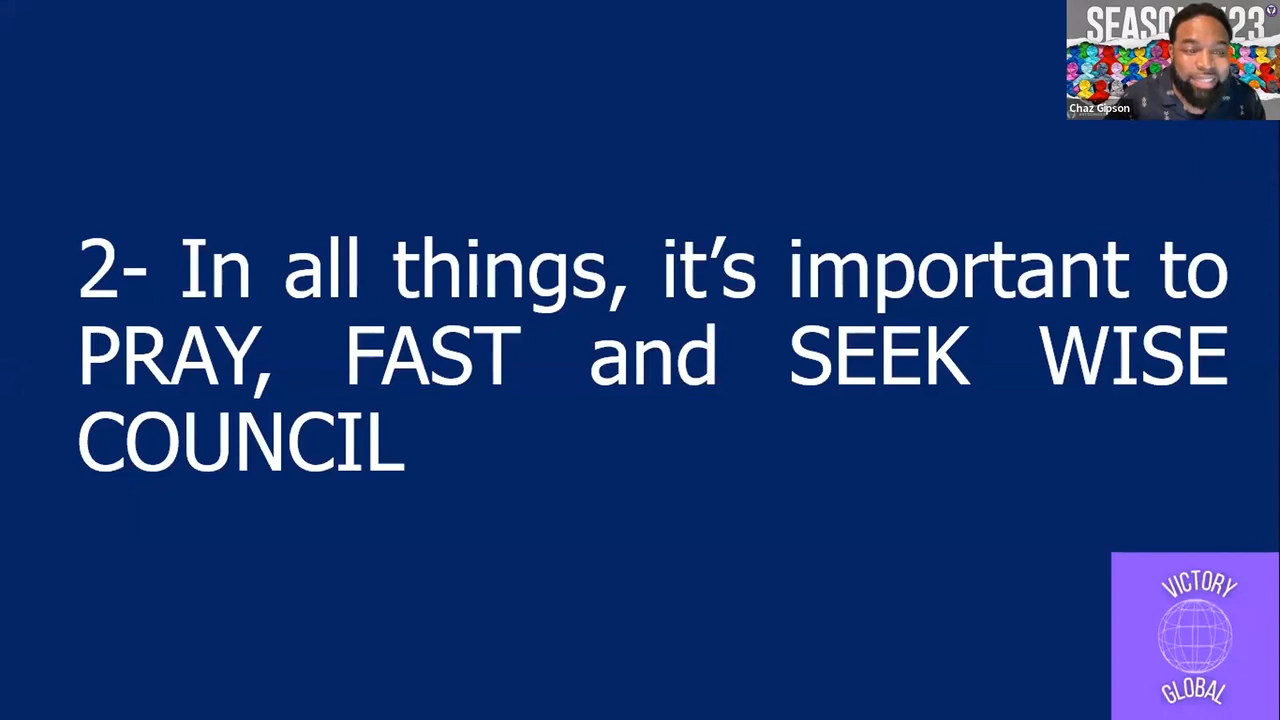 Chaz Gipson
2- In all things, it’s important to
PRAY, FAST and SEEK WISE
COUNCIL
VICTORY
GLOBAL